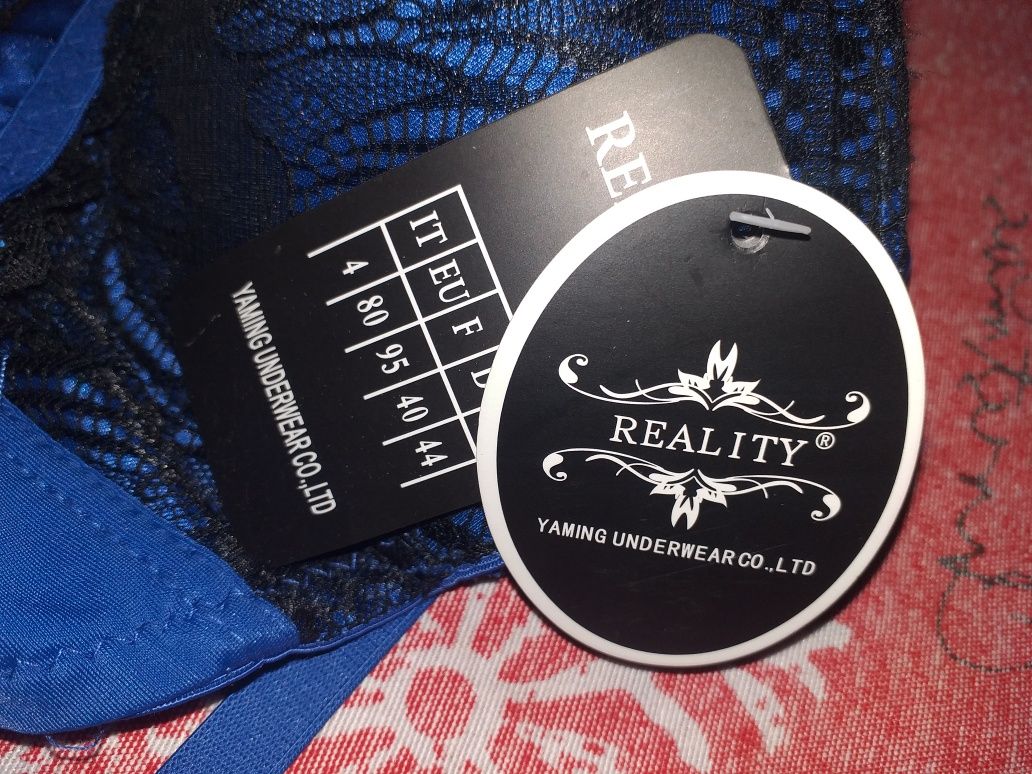 RE
IT EU F
4 80 95 40 44
YAMING UNDERWEAR CO.,LTD
REALITY®
YAMING UNDERWEAR CO.,LTD